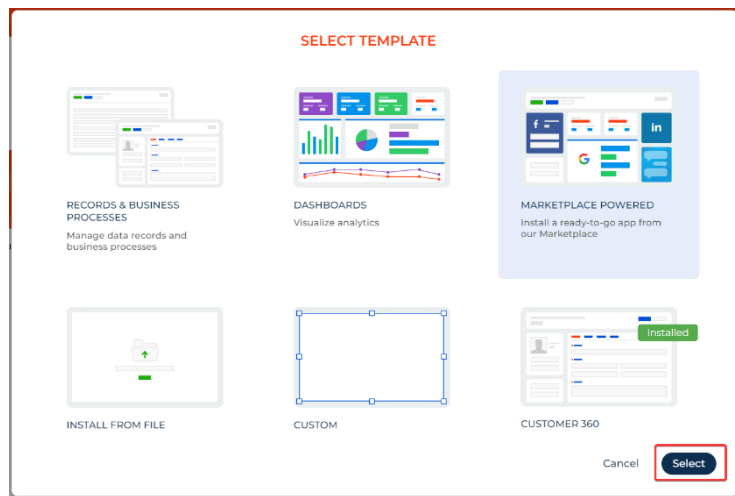 SELECT TEMPLATE
RECORDS & BUSINESS
PROCESSES
Manage data records and
business processes
DASHBOARDS
Visualize analytics
f
in
G
MARKETPLACE POWERED
Install a ready-to-go app from
our Marketplace
INSTALL FROM FILE
CUSTOM
Installed
CUSTOMER 360
Cancel
Select